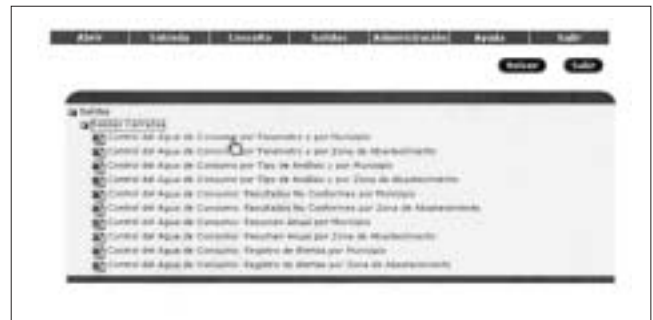 Abrir Entrada Consulta Salidas Administración Ayuda Salir
Volver Salir
Salidas
Salidas Cerradas
Control del Agua de Consumo por Parámetro y por Municipio
Control del Agua de Consumo por Parámetro y por Zona de Abastecimiento
Control del Agua de Consumo por Tipo de Análisis y por Municipio
Control del Agua de Consumo por Tipo de Análisis y por Zona de Abastecimiento
Control del Agua de Consumo: Resultados No Conformes por Municipio
Control del Agua de Consumo: Resultados No Conformes por Zona de Abastecimiento
Control del Agua de Consumo: Resumen Anual por Municipio
Control del Agua de Consumo: Resumen Anual por Zona de Abastecimiento
Control del Agua de Consumo: Registro de Alertas por Municipio
Control del Agua de Consumo: Registro de Alertas por Zona de Abastecimiento